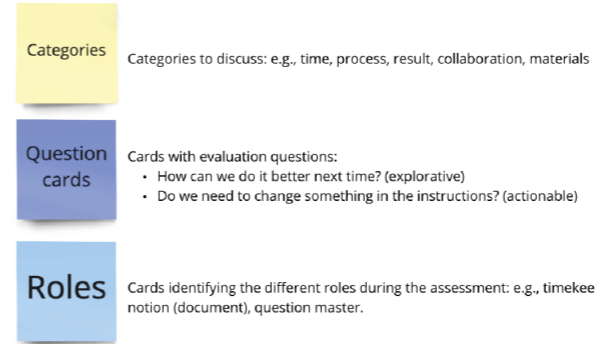 Categories
Categories to discuss: e.g., time, process, result, collaboration, materials
Question
cards
Cards with evaluation questions:
• How can we do it better next time? (explorative)
• Do we need to change something in the instructions? (actionable)
Roles
Cards identifying the different roles during the assessment: e.g., timekee
notion (document), question master.